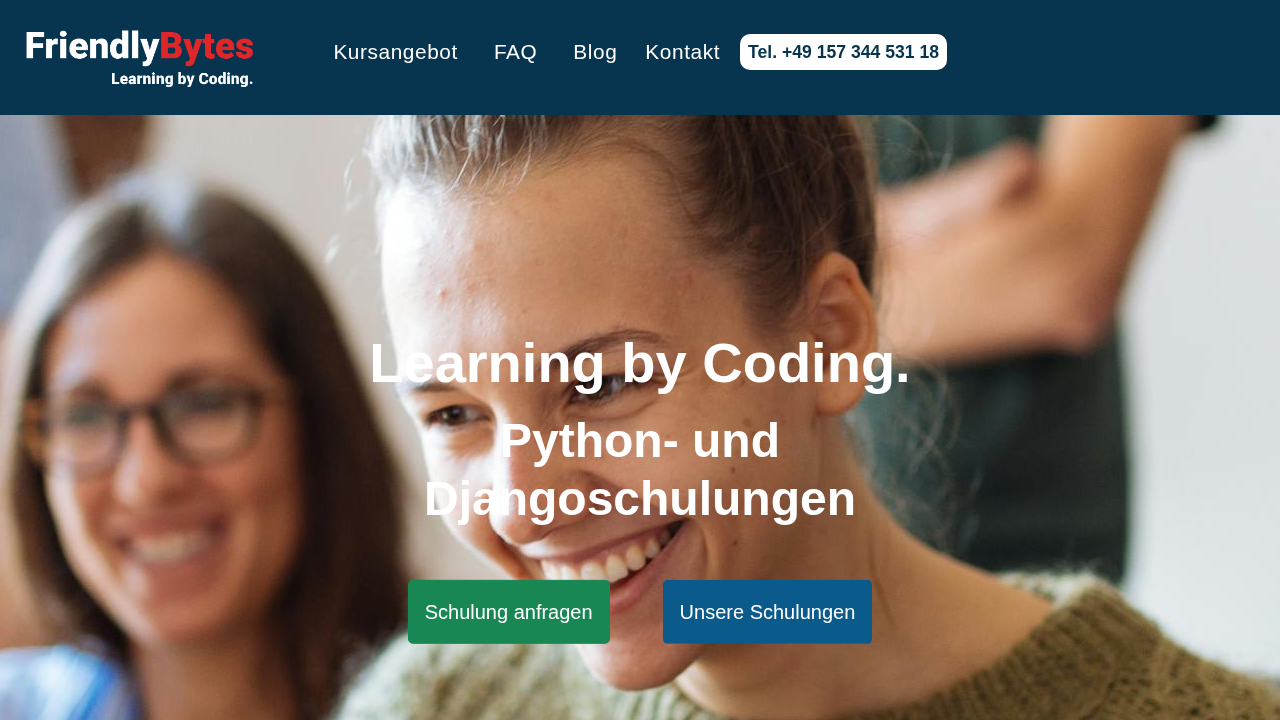 FriendlyBytes
Learning by Coding.
Kursangebot FAQ Blog Kontakt Tel. +49 157 344 531 18
Learning by Coding.
Python- und
Djangoschulungen
Schulung anfragen Unsere Schulungen